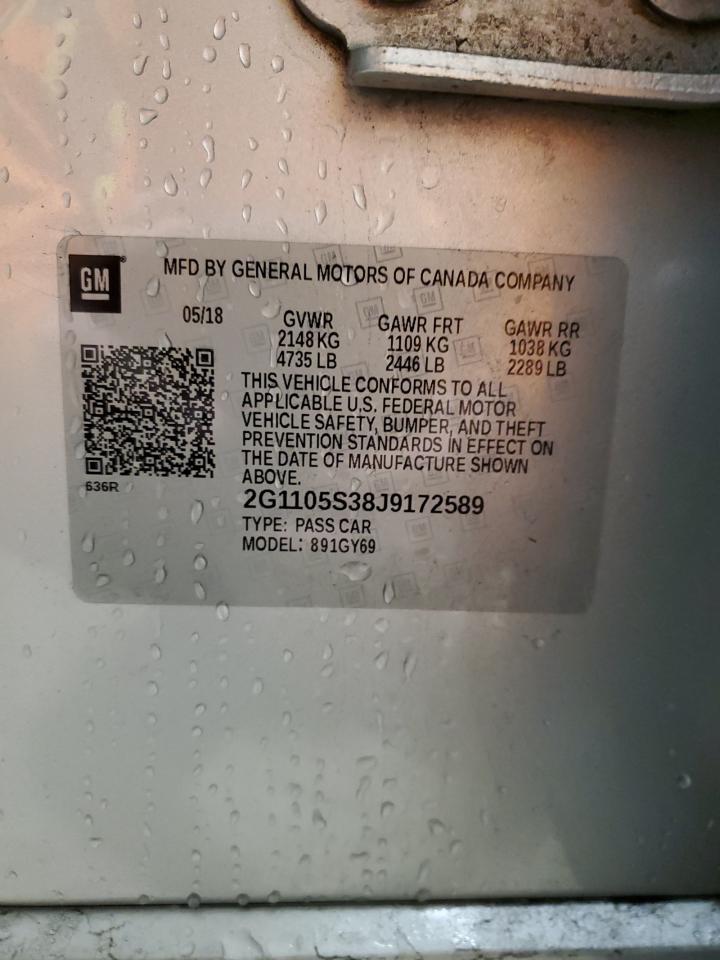 GM
MFD BY GENERAL MOTORS OF CANADA COMPANY
05/18
GVWR GAWR FRT GAWR RR
2148 KG 1109 KG 1038 KG
4735 LB 2446 LB 2289 LB
THIS VEHICLE CONFORMS TO ALL
APPLICABLE U.S. FEDERAL MOTOR
VEHICLE SAFETY, BUMPER, AND THEFT
PREVENTION STANDARDS IN EFFECT ON
THE DATE OF MANUFACTURE SHOWN
ABOVE.
636R
2G1105S38J9172589
TYPE: PASS CAR
MODEL: 891GY69